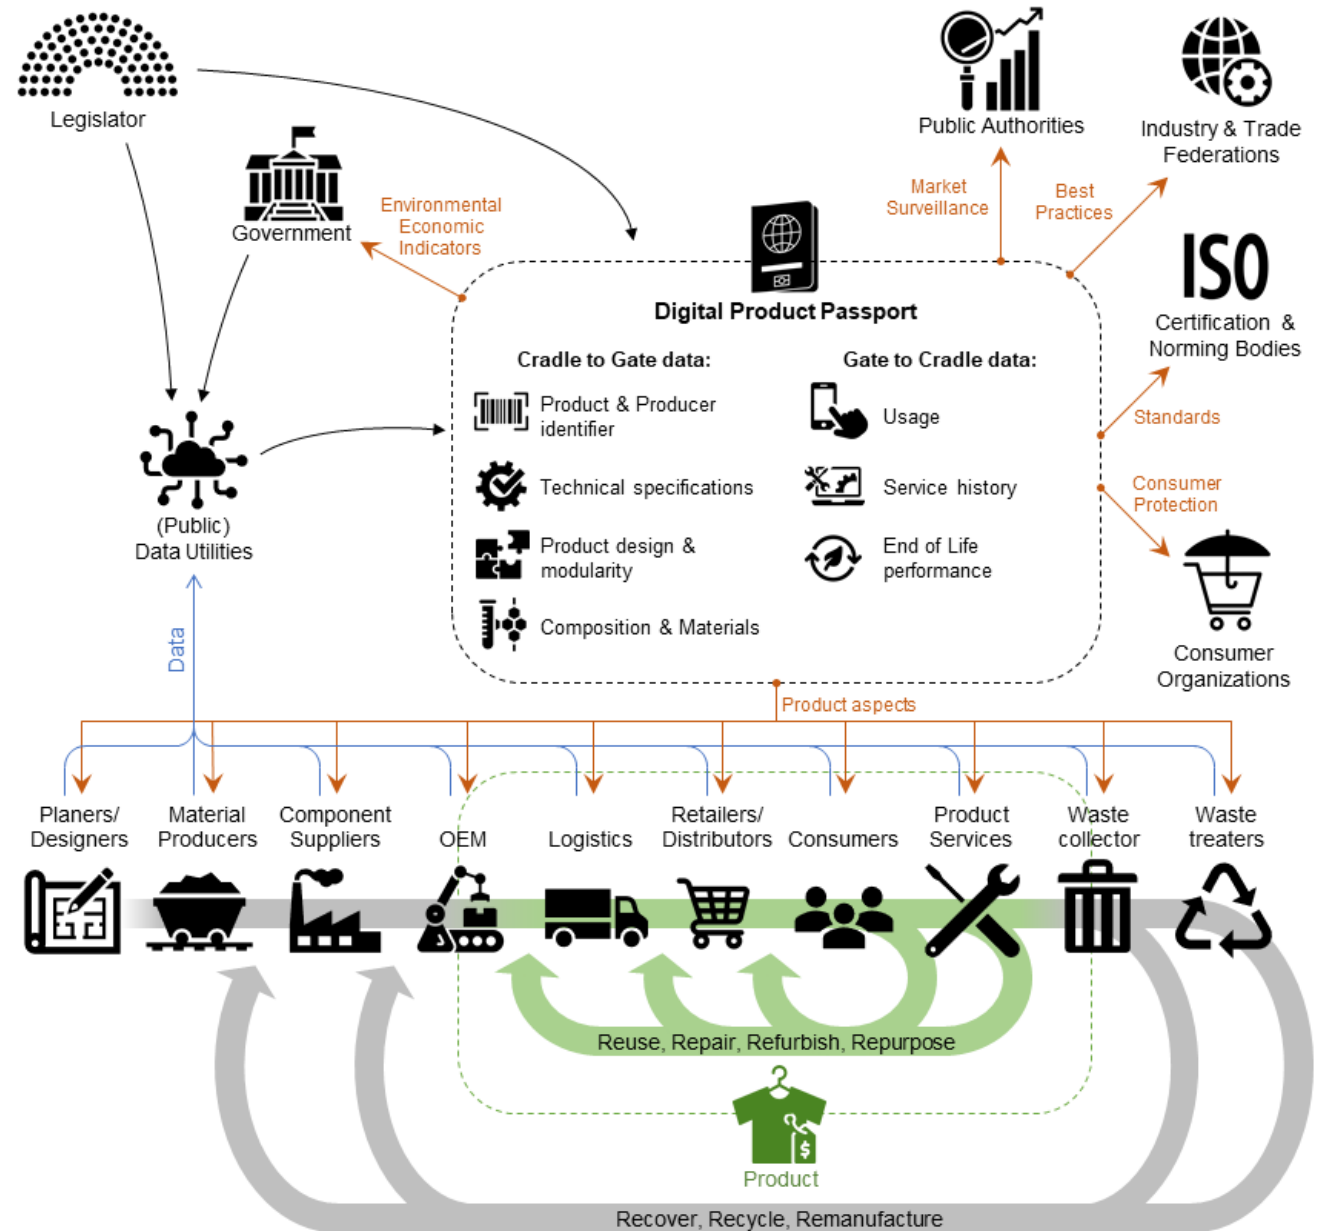 Legislator
Government
Environmental
Economic
Indicators
Public Authorities
Industry & Trade
Federations
Market
Surveillance
Best
Practices
ISO
Certification &
Norming Bodies
Standards
Consumer
Protection
Consumer
Organizations
Digital Product Passport
Cradle to Gate data:
Product & Producer
identifier
Technical specifications
Product design &
modularity
Composition & Materials
Gate to Cradle data:
Usage
Service history
End of Life
performance
(Public)
Data Utilities
Data
Product aspects
Planers/
Designers
Material
Producers
Component
Suppliers
OEM
Logistics
Retailers/
Distributors
Consumers
Product
Services
Waste
collector
Waste
treaters
Reuse, Repair, Refurbish, Repurpose
$
Product
Recover, Recycle, Remanufacture